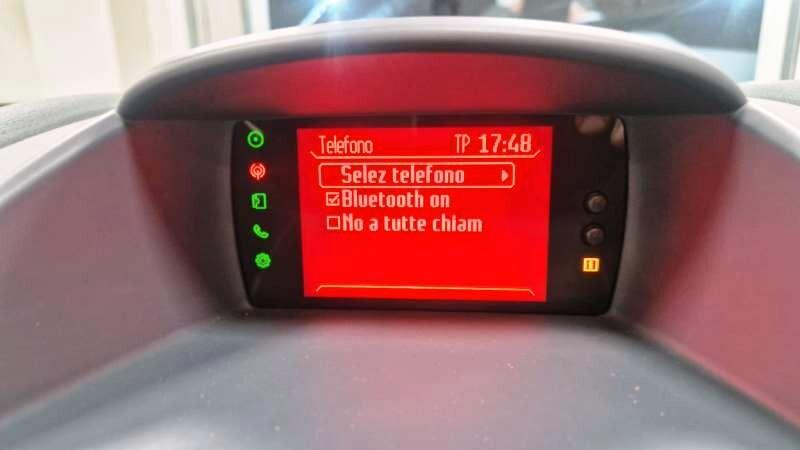 Telefono TP 17:48
Selez telefono
Bluetooth on
No a tutte chiam